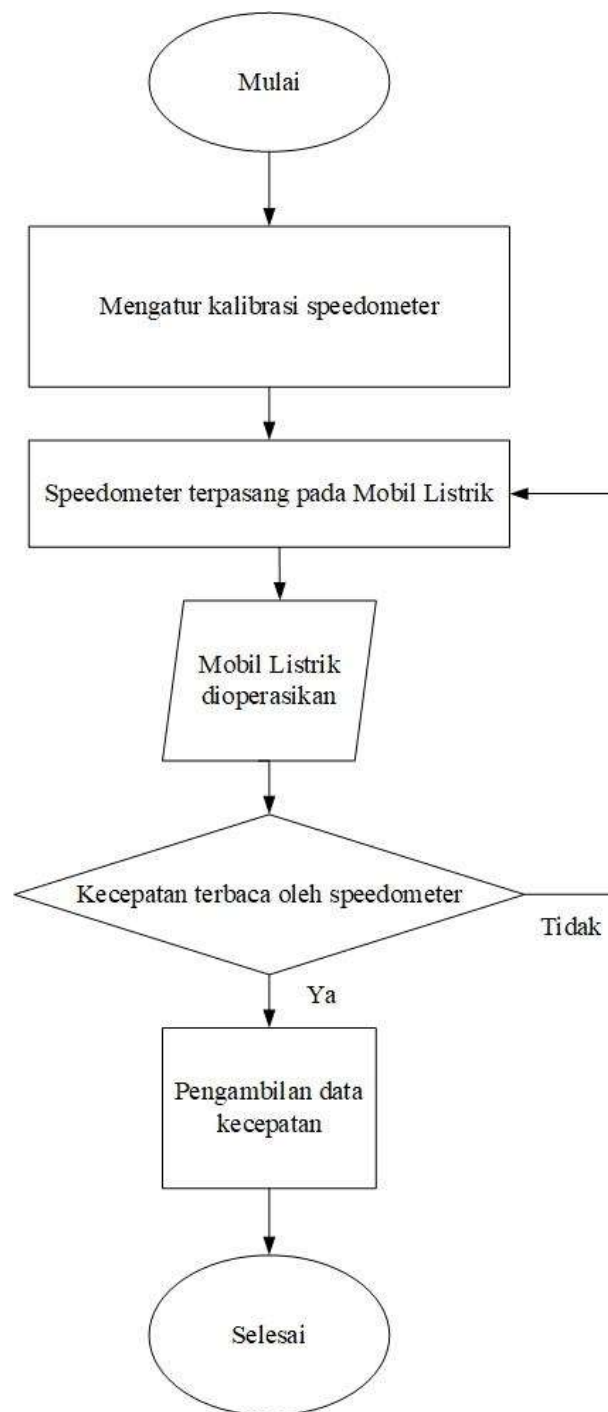 Mulai
Mengatur kalibrasi speedometer
Speedometer terpasang pada Mobil Listrik
Mobil Listrik
dioperasikan
Kecepatan terbaca oleh speedometer
Tidak
Ya
Pengambilan data
kecepatan
Selesai